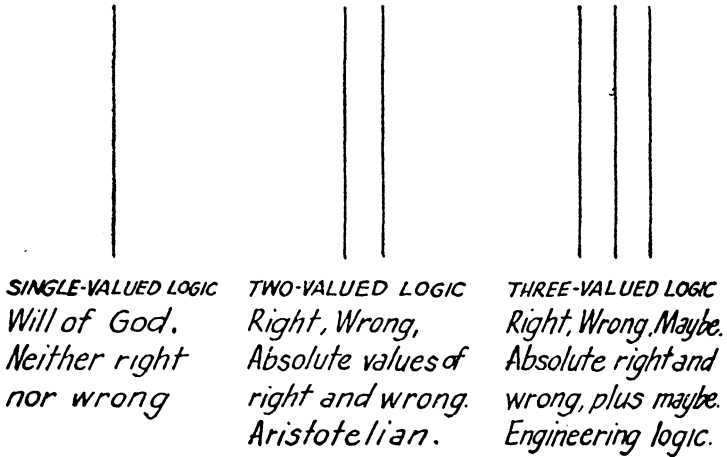 SINGLE-VALUED LOGIC
Will of God.
Neither right
nor wrong
TWO-VALUED LOGIC
Right, Wrong,
Absolute values of
right and wrong.
Aristotelian.
THREE-VALUED LOGIC
Right, Wrong, Maybe.
Absolute right and
wrong, plus maybe.
Engineering logic.